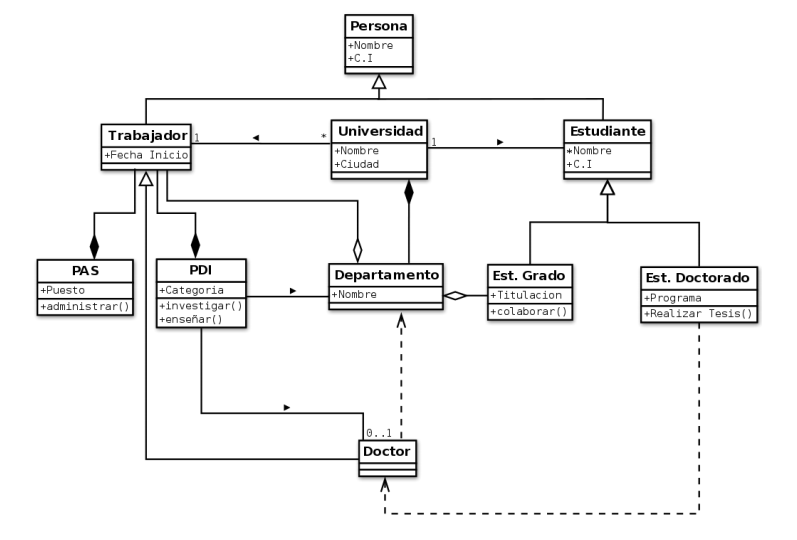 Persona
+Nombre
+C.I
Trabajador
+Fecha Inicio
1
*
Universidad
+Nombre
+Ciudad
1
*
Estudiante
+Nombre
+C.I
PAS
+Puesto
+administrar()
PDI
+Categoria
+investigar()
+enseñar()
Departamento
+Nombre
Est. Grado
+Titulacion
+colaborar()
Est. Doctorado
+Programa
+Realizar Tesis()
0..1
Doctor